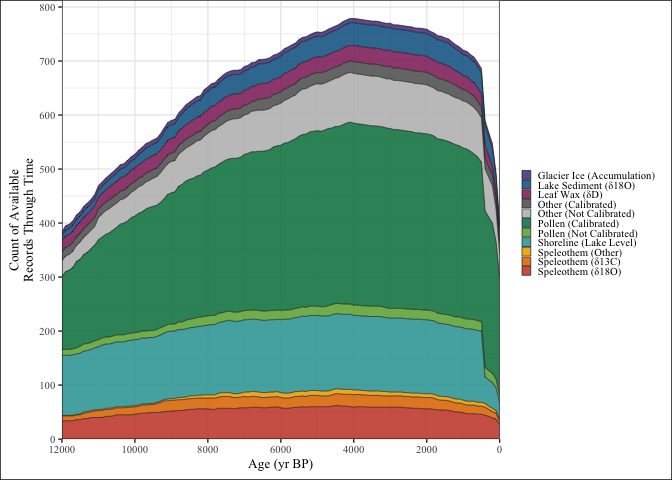 800
700
600
500
400
300
200
100
0
Count of Available
Records Through Time
12000 10000 8000 6000 4000 2000 0
Age (yr BP)
Glacier Ice (Accumulation)
Lake Sediment (δ18O)
Leaf Wax (δD)
Other (Calibrated)
Other (Not Calibrated)
Pollen (Calibrated)
Pollen (Not Calibrated)
Shoreline (Lake Level)
Speleothem (Other)
Speleothem (δ13C)
Speleothem (δ18O)